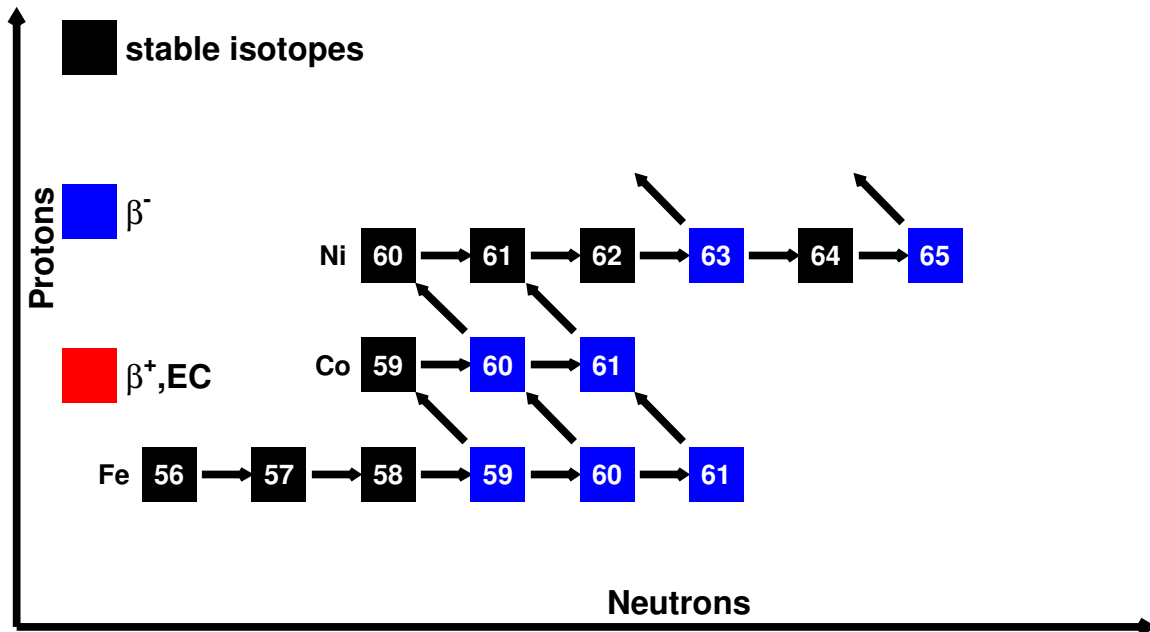 stable isotopes
Protons
β-
Ni 60 61 62 63 64 65
β+,EC
Co 59 60 61
Fe 56 57 58 59 60 61
Neutrons